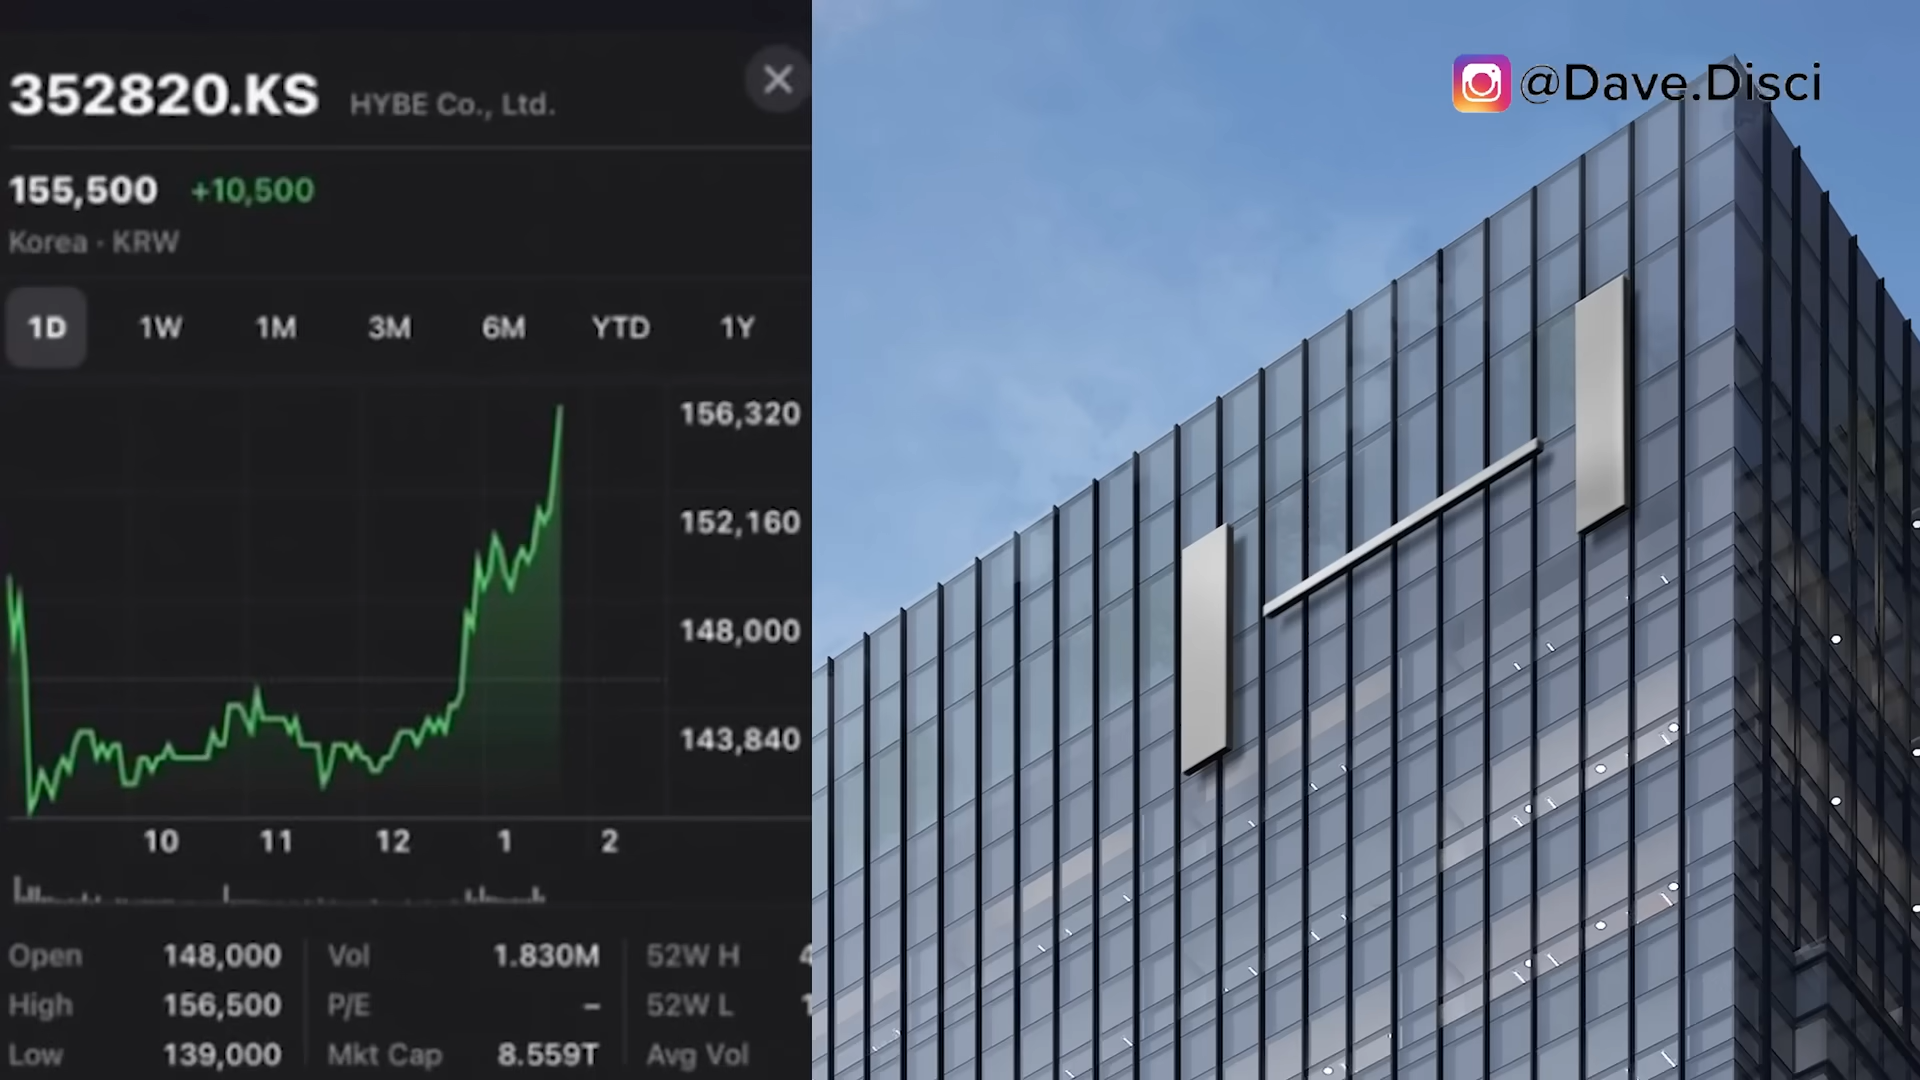 352820.KS HYBE Co., Ltd.
155,500 +10,500
Korea · KRW
1D 1W 1M 3M 6M YTD 1Y
156,320
152,160
148,000
143,840
10 11 12 1 2
Open 148,000 Vol 1.830M 52W H
High 156,500 P/E – 52W L
Low 139,000 Mkt Cap 8.559T Avg Vol
@Dave.Disci